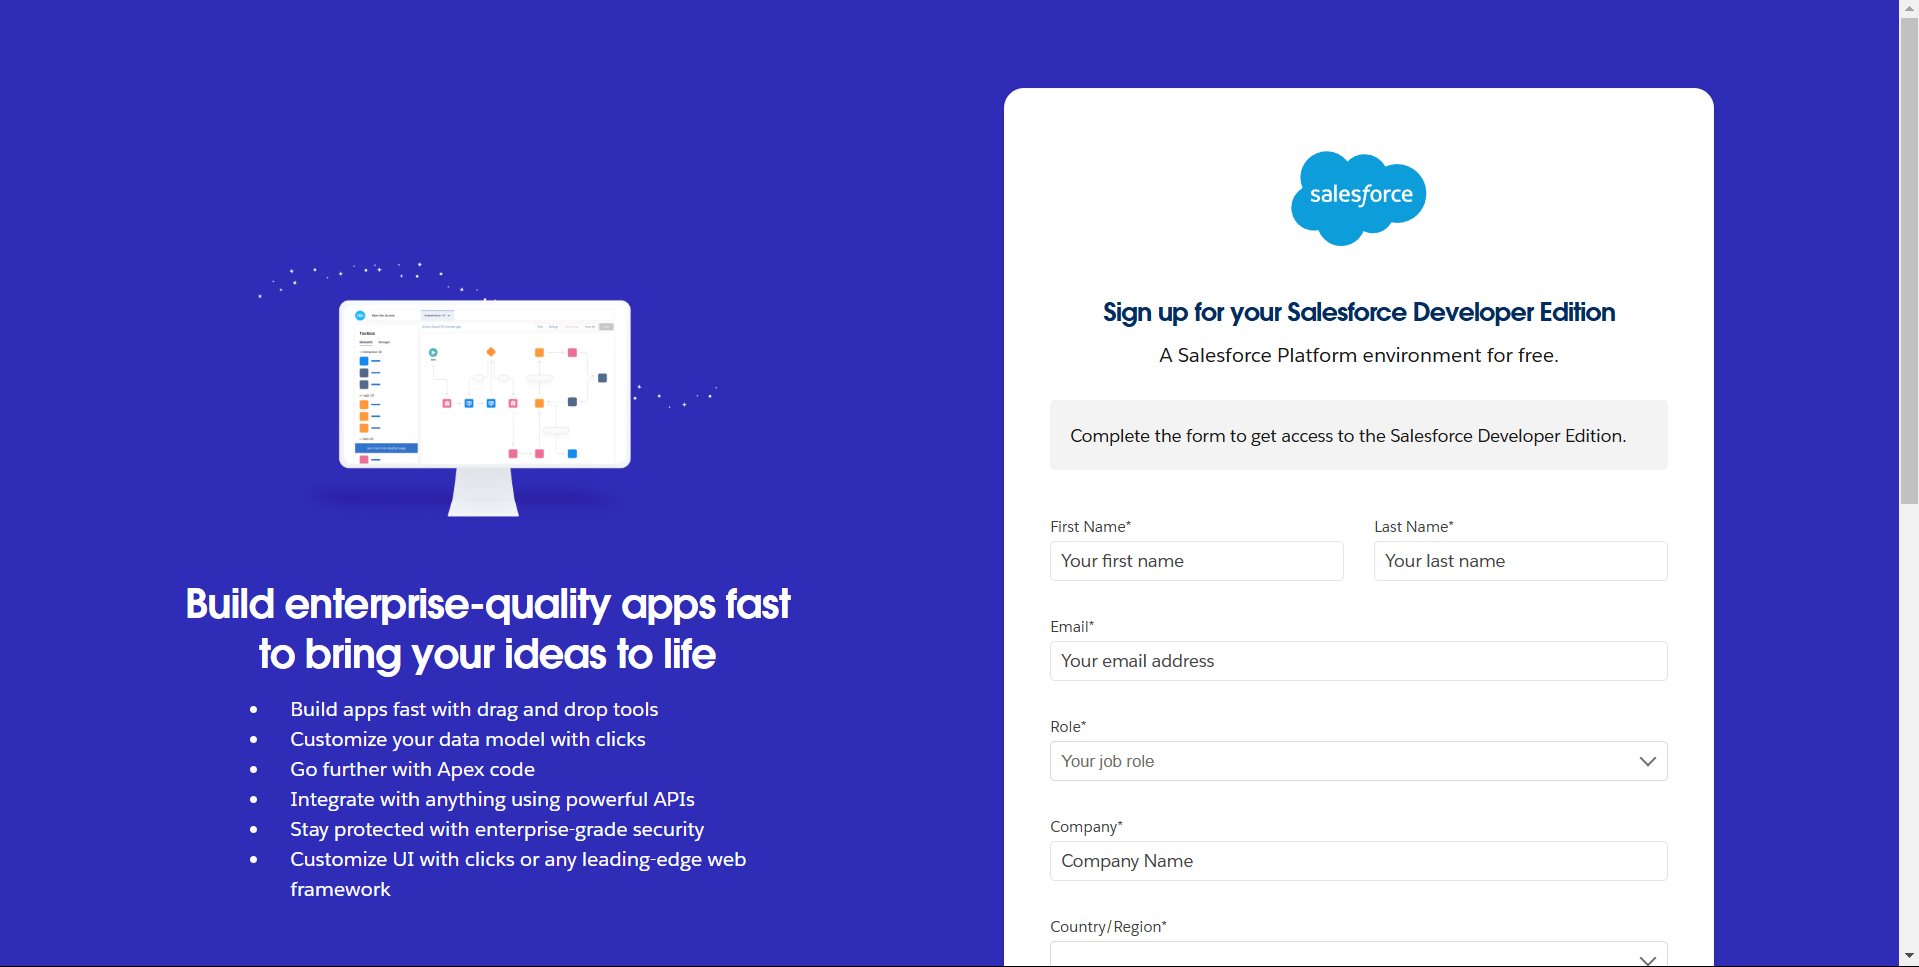 Toolbox
Build enterprise-quality apps fast
to bring your ideas to life
• Build apps fast with drag and drop tools
• Customize your data model with clicks
• Go further with Apex code
• Integrate with anything using powerful APIs
• Stay protected with enterprise-grade security
• Customize UI with clicks or any leading-edge web
framework
salesforce
Sign up for your Salesforce Developer Edition
A Salesforce Platform environment for free.
Complete the form to get access to the Salesforce Developer Edition.
First Name* Last Name*
Your first name Your last name
Email*
Your email address
Role*
Your job role
Company*
Company Name
Country/Region*